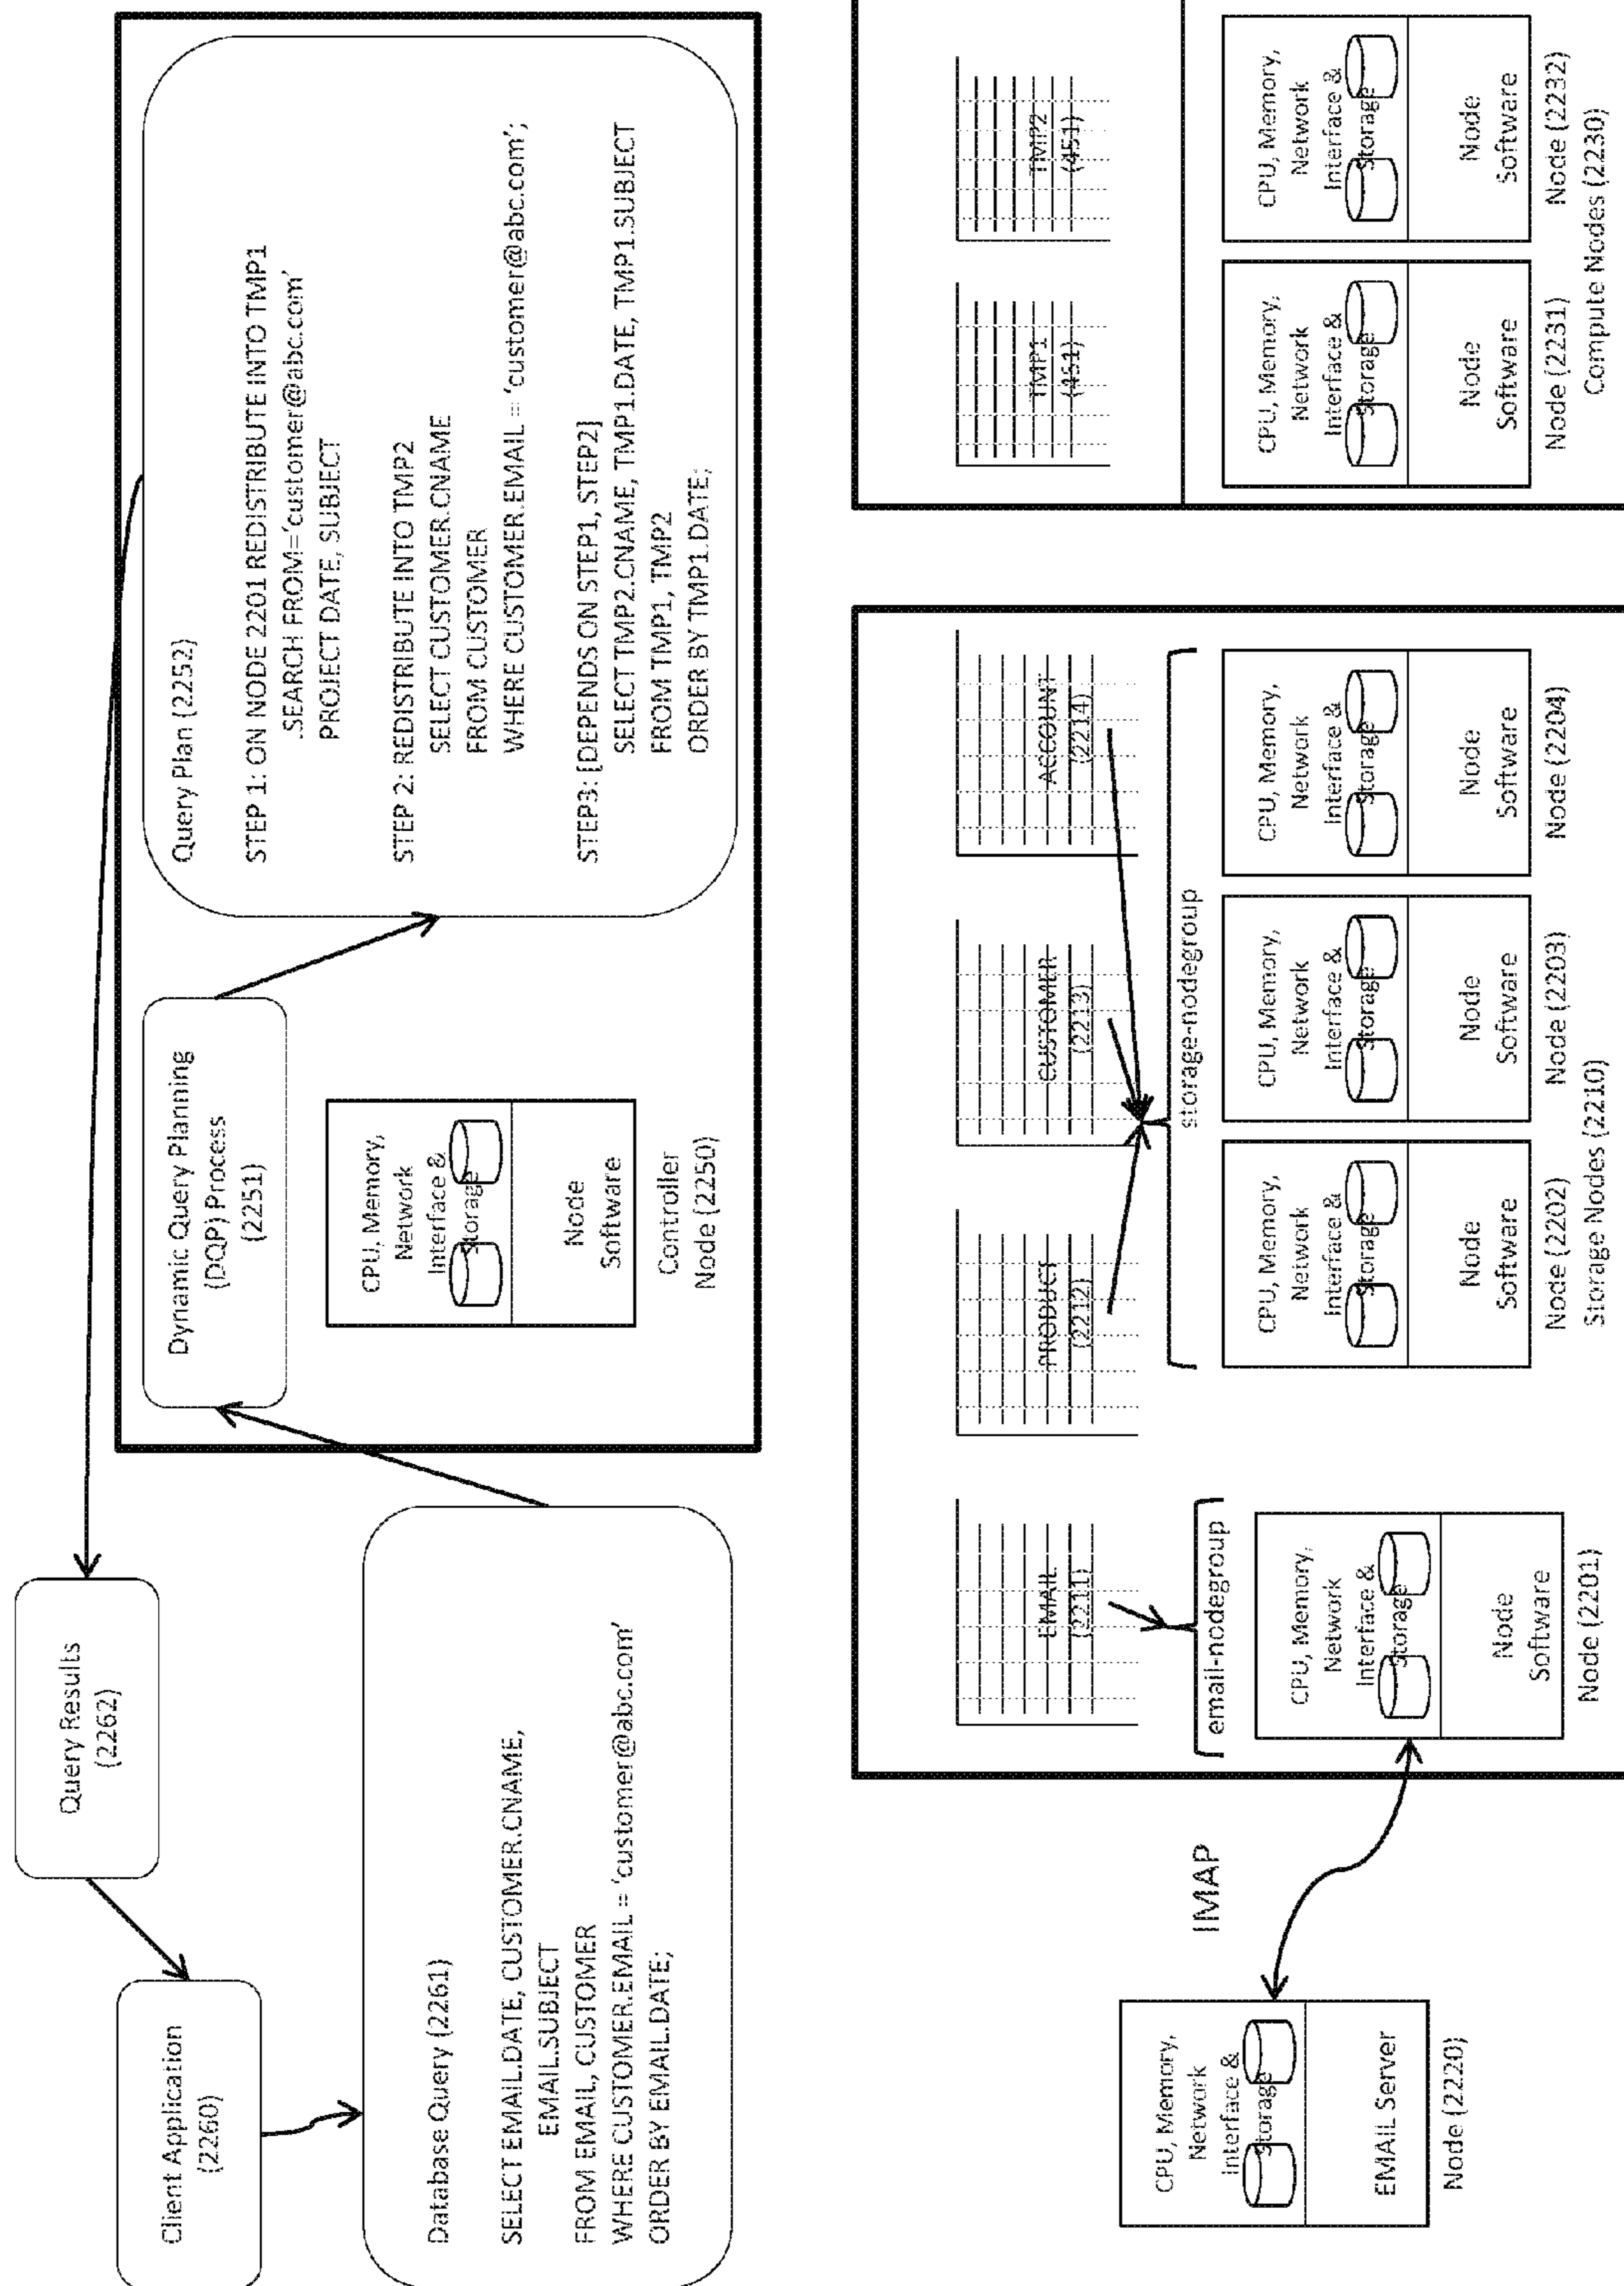 Client Application
(2260)
Query Results
(2262)
Database Query (2261)
SELECT EMAIL.DATE, CUSTOMER.CNAME,
EMAIL.SUBJECT
FROM EMAIL, CUSTOMER
WHERE CUSTOMER.EMAIL = 'customer@abc.com'
ORDER BY EMAIL.DATE;
Dynamic Query Planning
(DQP) Process
(2251)
CPU, Memory,
Network
Interface &
Storage
Node
Software
Controller
Node (2250)
Query Plan (2252)
STEP 1: ON NODE 2201 REDISTRIBUTE INTO TMP1
.SEARCH FROM='customer@abc.com'
PROJECT DATE, SUBJECT
STEP 2: REDISTRIBUTE INTO TMP2
SELECT CUSTOMER.CNAME
FROM CUSTOMER
WHERE CUSTOMER.EMAIL = 'customer@abc.com';
STEP3: [DEPENDS ON STEP1, STEP2]
SELECT TMP2.CNAME, TMP1.DATE, TMP1.SUBJECT
FROM TMP1, TMP2
ORDER BY TMP1.DATE;
IMAP
CPU, Memory,
Network
Interface &
Storage
EMAIL Server
Node (2220)
EMAIL
(2211)
email-nodegroup
CPU, Memory,
Network
Interface &
Storage
Node
Software
Node (2201)
PRODUCT
(2212)
CUSTOMER
(2213)
ACCOUNT
(2214)
storage-nodegroup
CPU, Memory,
Network
Interface &
Storage
Node
Software
Node (2202)
CPU, Memory,
Network
Interface &
Storage
Node
Software
Node (2203)
CPU, Memory,
Network
Interface &
Storage
Node
Software
Node (2204)
Storage Nodes (2210)
TMP1
(451)
TMP2
(451)
CPU, Memory,
Network
Interface &
Storage
Node
Software
Node (2231)
CPU, Memory,
Network
Interface &
Storage
Node
Software
Node (2232)
Compute Nodes (2230)